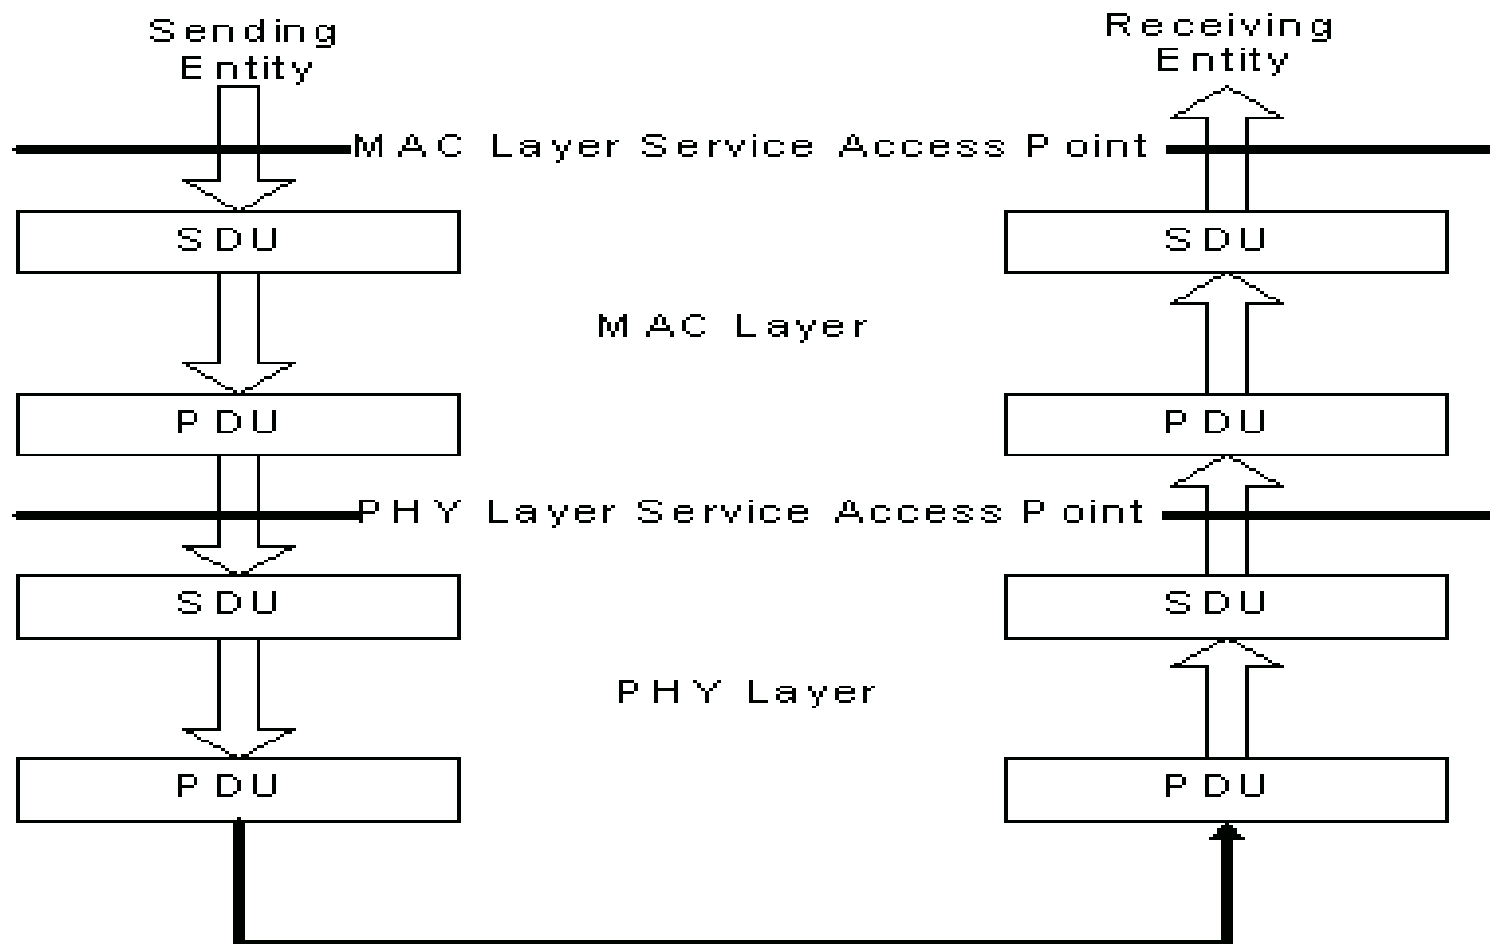 Sending
Entity
Receiving
Entity
MAC Layer Service Access Point
SDU
SDU
MAC Layer
PDU
PDU
PHY Layer Service Access Point
SDU
SDU
PHY Layer
PDU
PDU